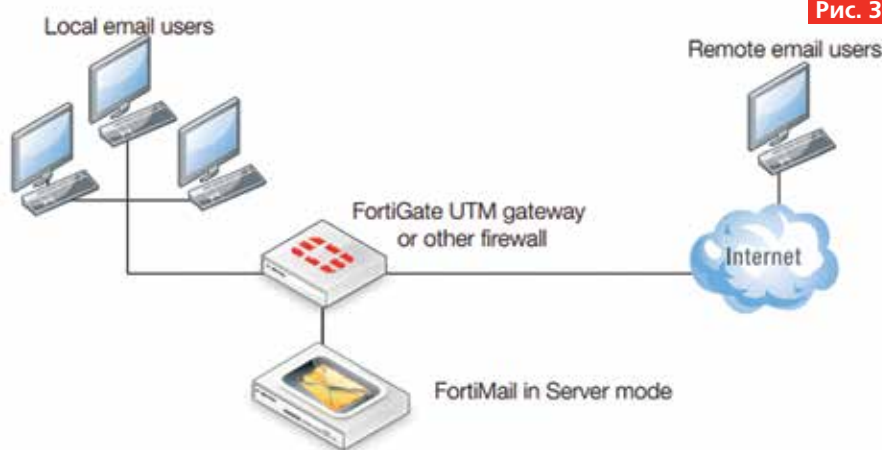 Рис. 3
Local email users
Remote email users
FortiGate UTM gateway
or other firewall
Internet
FortiMail in Server mode